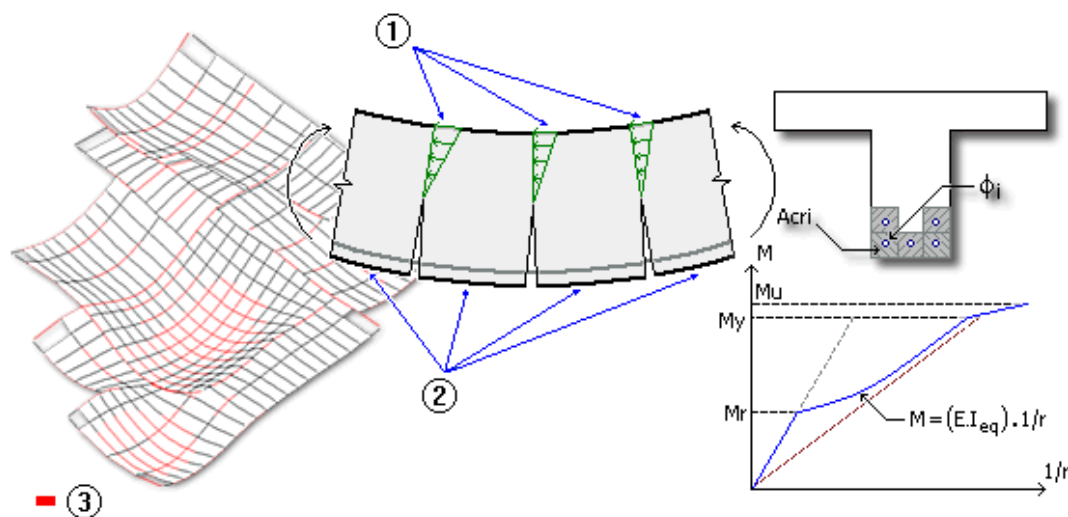 ①
②
③
Acri
ϕi
M
Mu
My
Mr
M = (E.Ieq) . 1/r
1/r